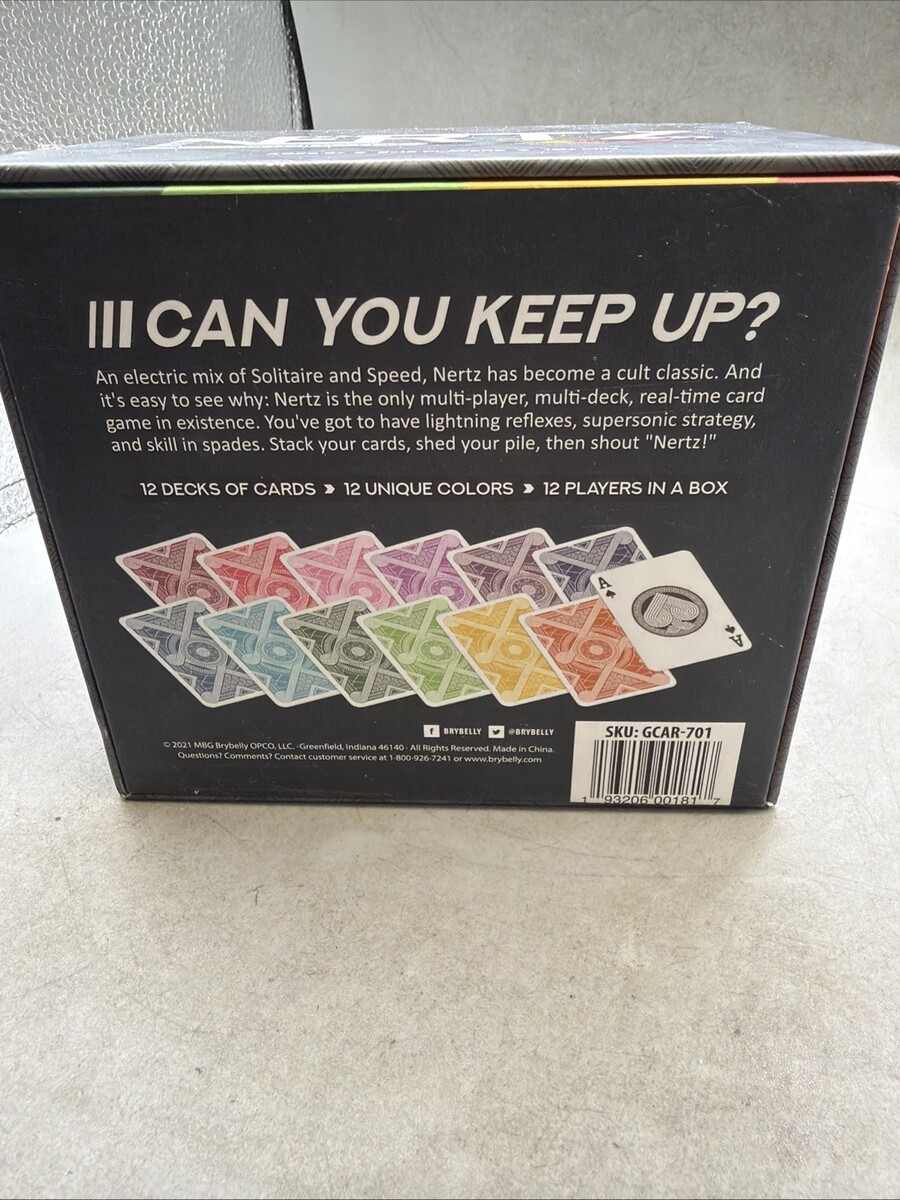 CAN YOU KEEP UP?
An electric mix of Solitaire and Speed, Nertz has become a cult classic. And
it's easy to see why: Nertz is the only multi-player, multi-deck, real-time card
game in existence. You've got to have lightning reflexes, supersonic strategy,
and skill in spades. Stack your cards, shed your pile, then shout "Nertz!"
12 DECKS OF CARDS » 12 UNIQUE COLORS » 12 PLAYERS IN A BOX
A
A
f BRYBELLY @BRYBELLY
© 2021 MBG Brybelly OPCO, LLC. · Greenfield, Indiana 46140 · All Rights Reserved. Made in China.
Questions? Comments? Contact customer service at 1-800-926-7241 or www.brybelly.com
SKU: GCAR-701
1 93206 00181 7